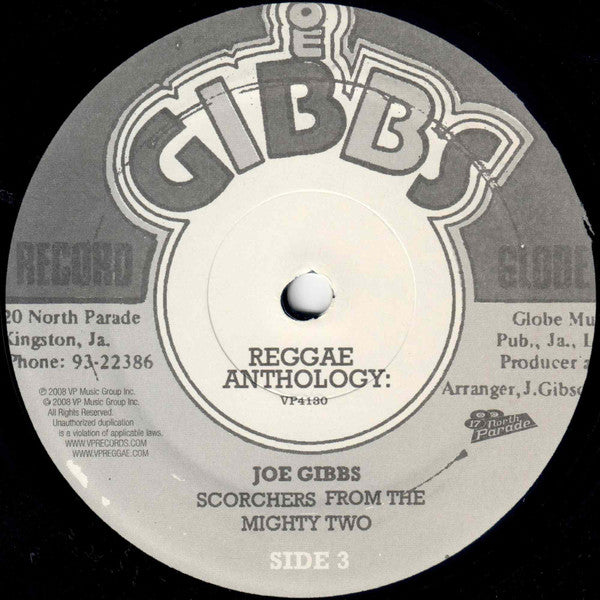 JOE
GIBBS
RECORD
GLOBE
20 North Parade
Kingston, Ja.
Phone: 93-22386
Globe Mu
Pub., Ja., L
Producer a
Arranger, J.Gibso
REGGAE
ANTHOLOGY:
VP4130
℗ 2008 VP Music Group Inc.
© 2008 VP Music Group Inc.
All Rights Reserved.
Unauthorized duplication
is a violation of applicable laws.
WWW.VPRECORDS.COM
WWW.VPREGGAE.COM
17 North
Parade
JOE GIBBS
SCORCHERS FROM THE
MIGHTY TWO
SIDE 3